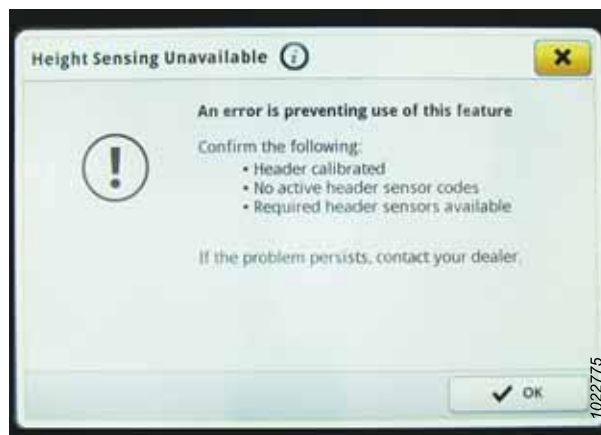 Height Sensing Unavailable
An error is preventing use of this feature
Confirm the following:
• Header calibrated
• No active header sensor codes
• Required header sensors available
If the problem persists, contact your dealer.
OK
1022775